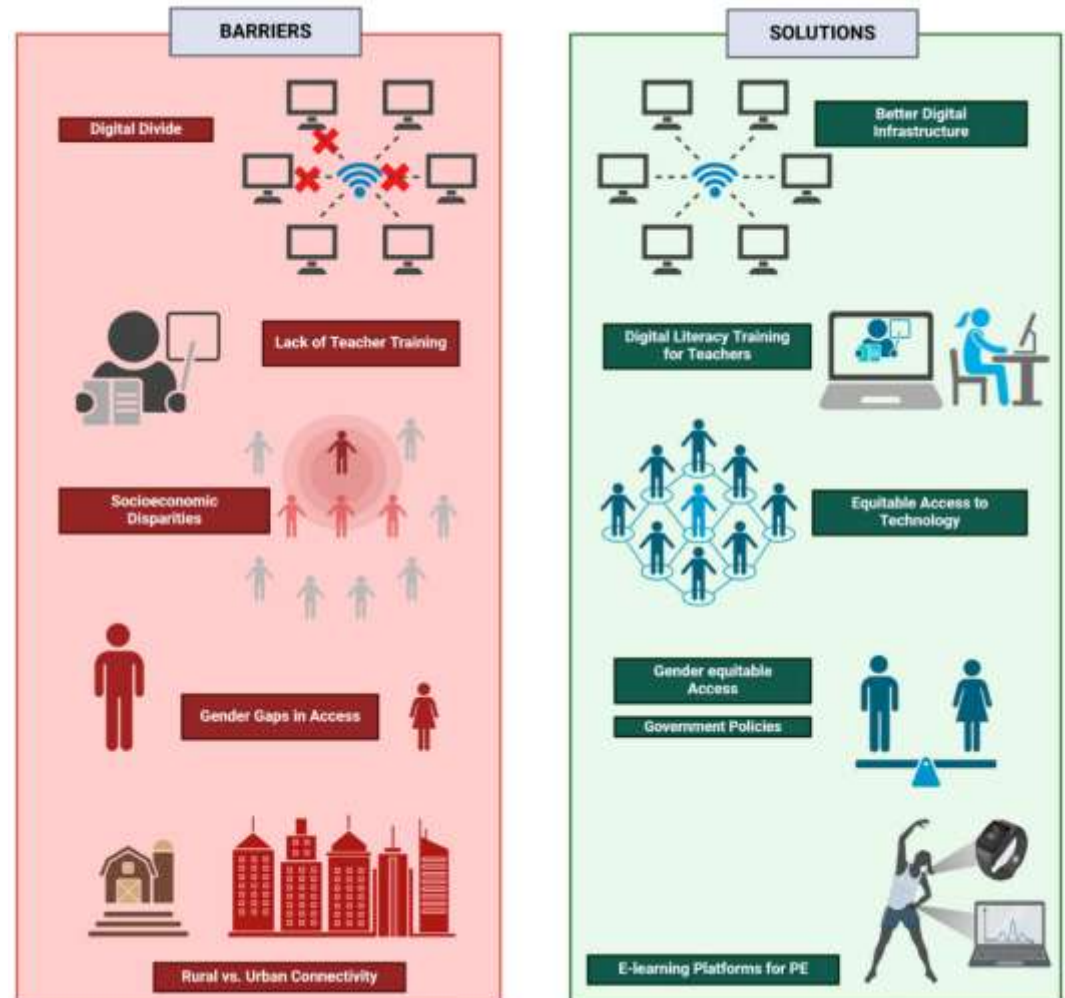 BARRIERS
Digital Divide
Lack of Teacher Training
Socioeconomic
Disparities
Gender Gaps in Access
Rural vs. Urban Connectivity
SOLUTIONS
Better Digital
Infrastructure
Digital Literacy Training
for Teachers
Equitable Access to
Technology
Gender equitable
Access
Government Policies
E-learning Platforms for PE